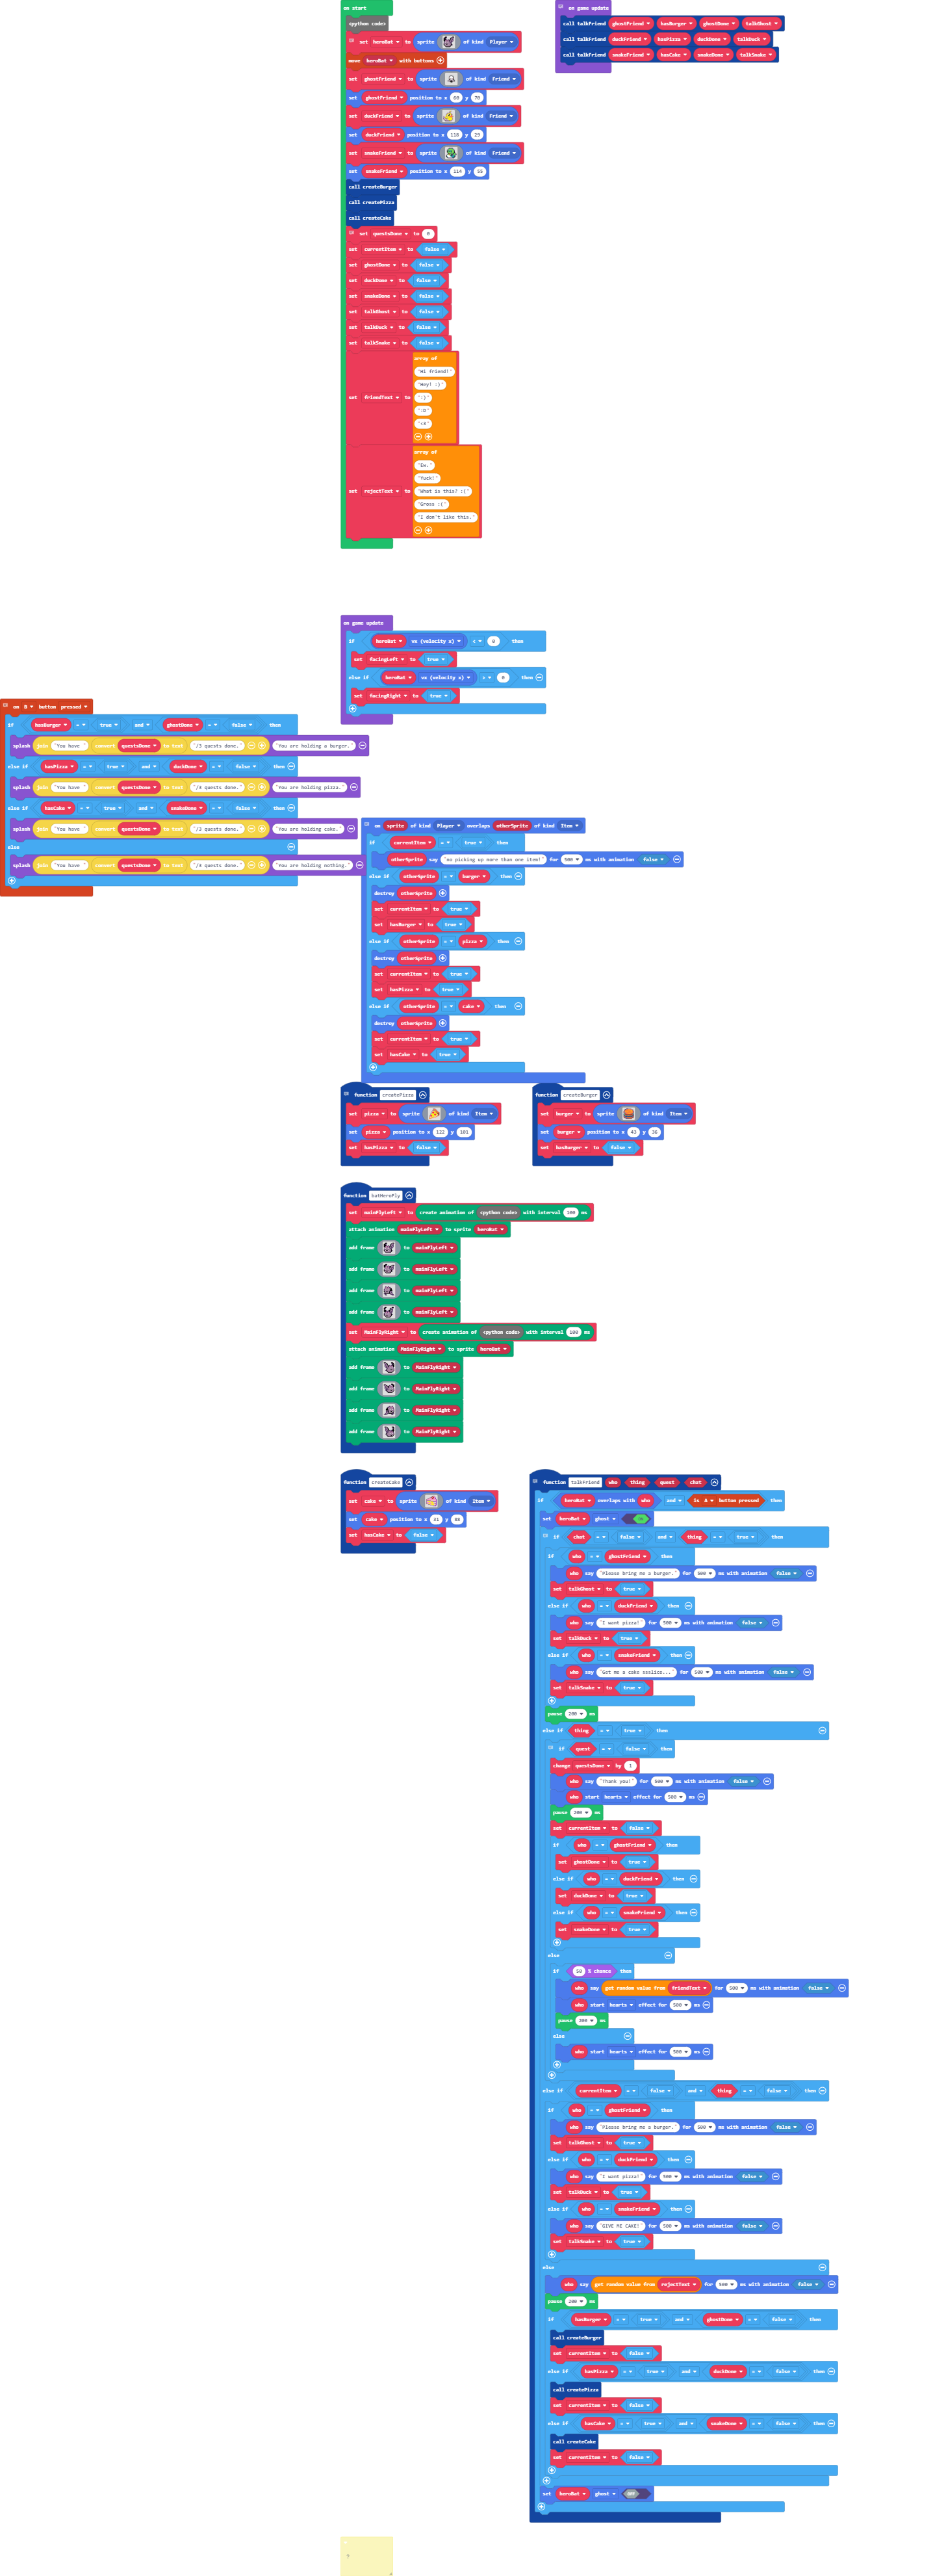 on start
<python code>
set heroBat to sprite of kind Player
move heroBat with buttons
set ghostFriend to sprite of kind Friend
set ghostFriend position to x 60 y 70
set duckFriend to sprite of kind Friend
set duckFriend position to x 118 y 29
set snakeFriend to sprite of kind Friend
set snakeFriend position to x 114 y 55
call createBurger
call createPizza
call createCake
set questsDone to 0
set currentItem to false
set ghostDone to false
set duckDone to false
set snakeDone to false
set talkGhost to false
set talkDuck to false
set talkSnake to false
set friendText to array of
"Hi friend!"
"Hey! :)"
":)"
":D"
"<3"
set rejectText to array of
"Ew."
"Yuck!"
"What is this? :("
"Gross :("
"I don't like this."
on game update
call talkFriend ghostFriend hasBurger ghostDone talkGhost
call talkFriend duckFriend hasPizza duckDone talkDuck
call talkFriend snakeFriend hasCake snakeDone talkSnake
on game update
if heroBat vx (velocity x) < 0 then
set facingLeft to true
else if heroBat vx (velocity x) > 0 then
set facingRight to true
on B button pressed
if hasBurger = true and ghostDone = false then
splash join "You have " convert questsDone to text "/3 quests done." "You are holding a burger."
else if hasPizza = true and duckDone = false then
splash join "You have " convert questsDone to text "/3 quests done." "You are holding pizza."
else if hasCake = true and snakeDone = false then
splash join "You have " convert questsDone to text "/3 quests done." "You are holding cake."
else
splash join "You have " convert questsDone to text "/3 quests done." "You are holding nothing."
on sprite of kind Player overlaps otherSprite of kind Item
if currentItem = true then
otherSprite say "no picking up more than one item!" for 500 ms with animation false
else if otherSprite = burger then
destroy otherSprite
set currentItem to true
set hasBurger to true
else if otherSprite = pizza then
destroy otherSprite
set currentItem to true
set hasPizza to true
else if otherSprite = cake then
destroy otherSprite
set currentItem to true
set hasCake to true
function createPizza
set pizza to sprite of kind Item
set pizza position to x 132 y 101
set hasPizza to false
function createBurger
set burger to sprite of kind Item
set burger position to x 43 y 36
set hasBurger to false
function batHeroFly
set mainFlyLeft to create animation of <python code> with interval 100 ms
attach animation mainFlyLeft to sprite heroBat
add frame to mainFlyLeft
add frame to mainFlyLeft
add frame to mainFlyLeft
add frame to mainFlyLeft
set MainFlyRight to create animation of <python code> with interval 100 ms
attach animation MainFlyRight to sprite heroBat
add frame to MainFlyRight
add frame to MainFlyRight
add frame to MainFlyRight
add frame to MainFlyRight
function createCake
set cake to sprite of kind Item
set cake position to x 31 y 88
set hasCake to false
function talkFriend who thing quest chat
if heroBat overlaps with who and is A button pressed then
set heroBat ghost ON
if chat = false and thing = true then
if who = ghostFriend then
who say "Please bring me a burger." for 500 ms with animation false
set talkGhost to true
else if who = duckFriend then
who say "I want pizza!" for 500 ms with animation false
set talkDuck to true
else if who = snakeFriend then
who say "Get me a cake ssslice..." for 500 ms with animation false
set talkSnake to true
pause 200 ms
else if thing = true then
if quest = false then
change questsDone by 1
who say "Thank you!" for 500 ms with animation false
who start hearts effect for 500 ms
pause 200 ms
set currentItem to false
if who = ghostFriend then
set ghostDone to true
else if who = duckFriend then
set duckDone to true
else if who = snakeFriend then
set snakeDone to true
else
if 50 % chance then
who say get random value from friendText for 500 ms with animation false
who start hearts effect for 500 ms
pause 200 ms
else
who start hearts effect for 500 ms
else if currentItem = false and thing = false then
if who = ghostFriend then
who say "Please bring me a burger." for 500 ms with animation false
set talkGhost to true
else if who = duckFriend then
who say "I want pizza!" for 500 ms with animation false
set talkDuck to true
else if who = snakeFriend then
who say "GIVE ME CAKE!" for 500 ms with animation false
set talkSnake to true
else
who say get random value from rejectText for 500 ms with animation false
pause 200 ms
if hasBurger = true and ghostDone = false then
call createBurger
set currentItem to false
else if hasPizza = true and duckDone = false then
call createPizza
set currentItem to false
else if hasCake = true and snakeDone = false then
call createCake
set currentItem to false
set heroBat ghost OFF
?